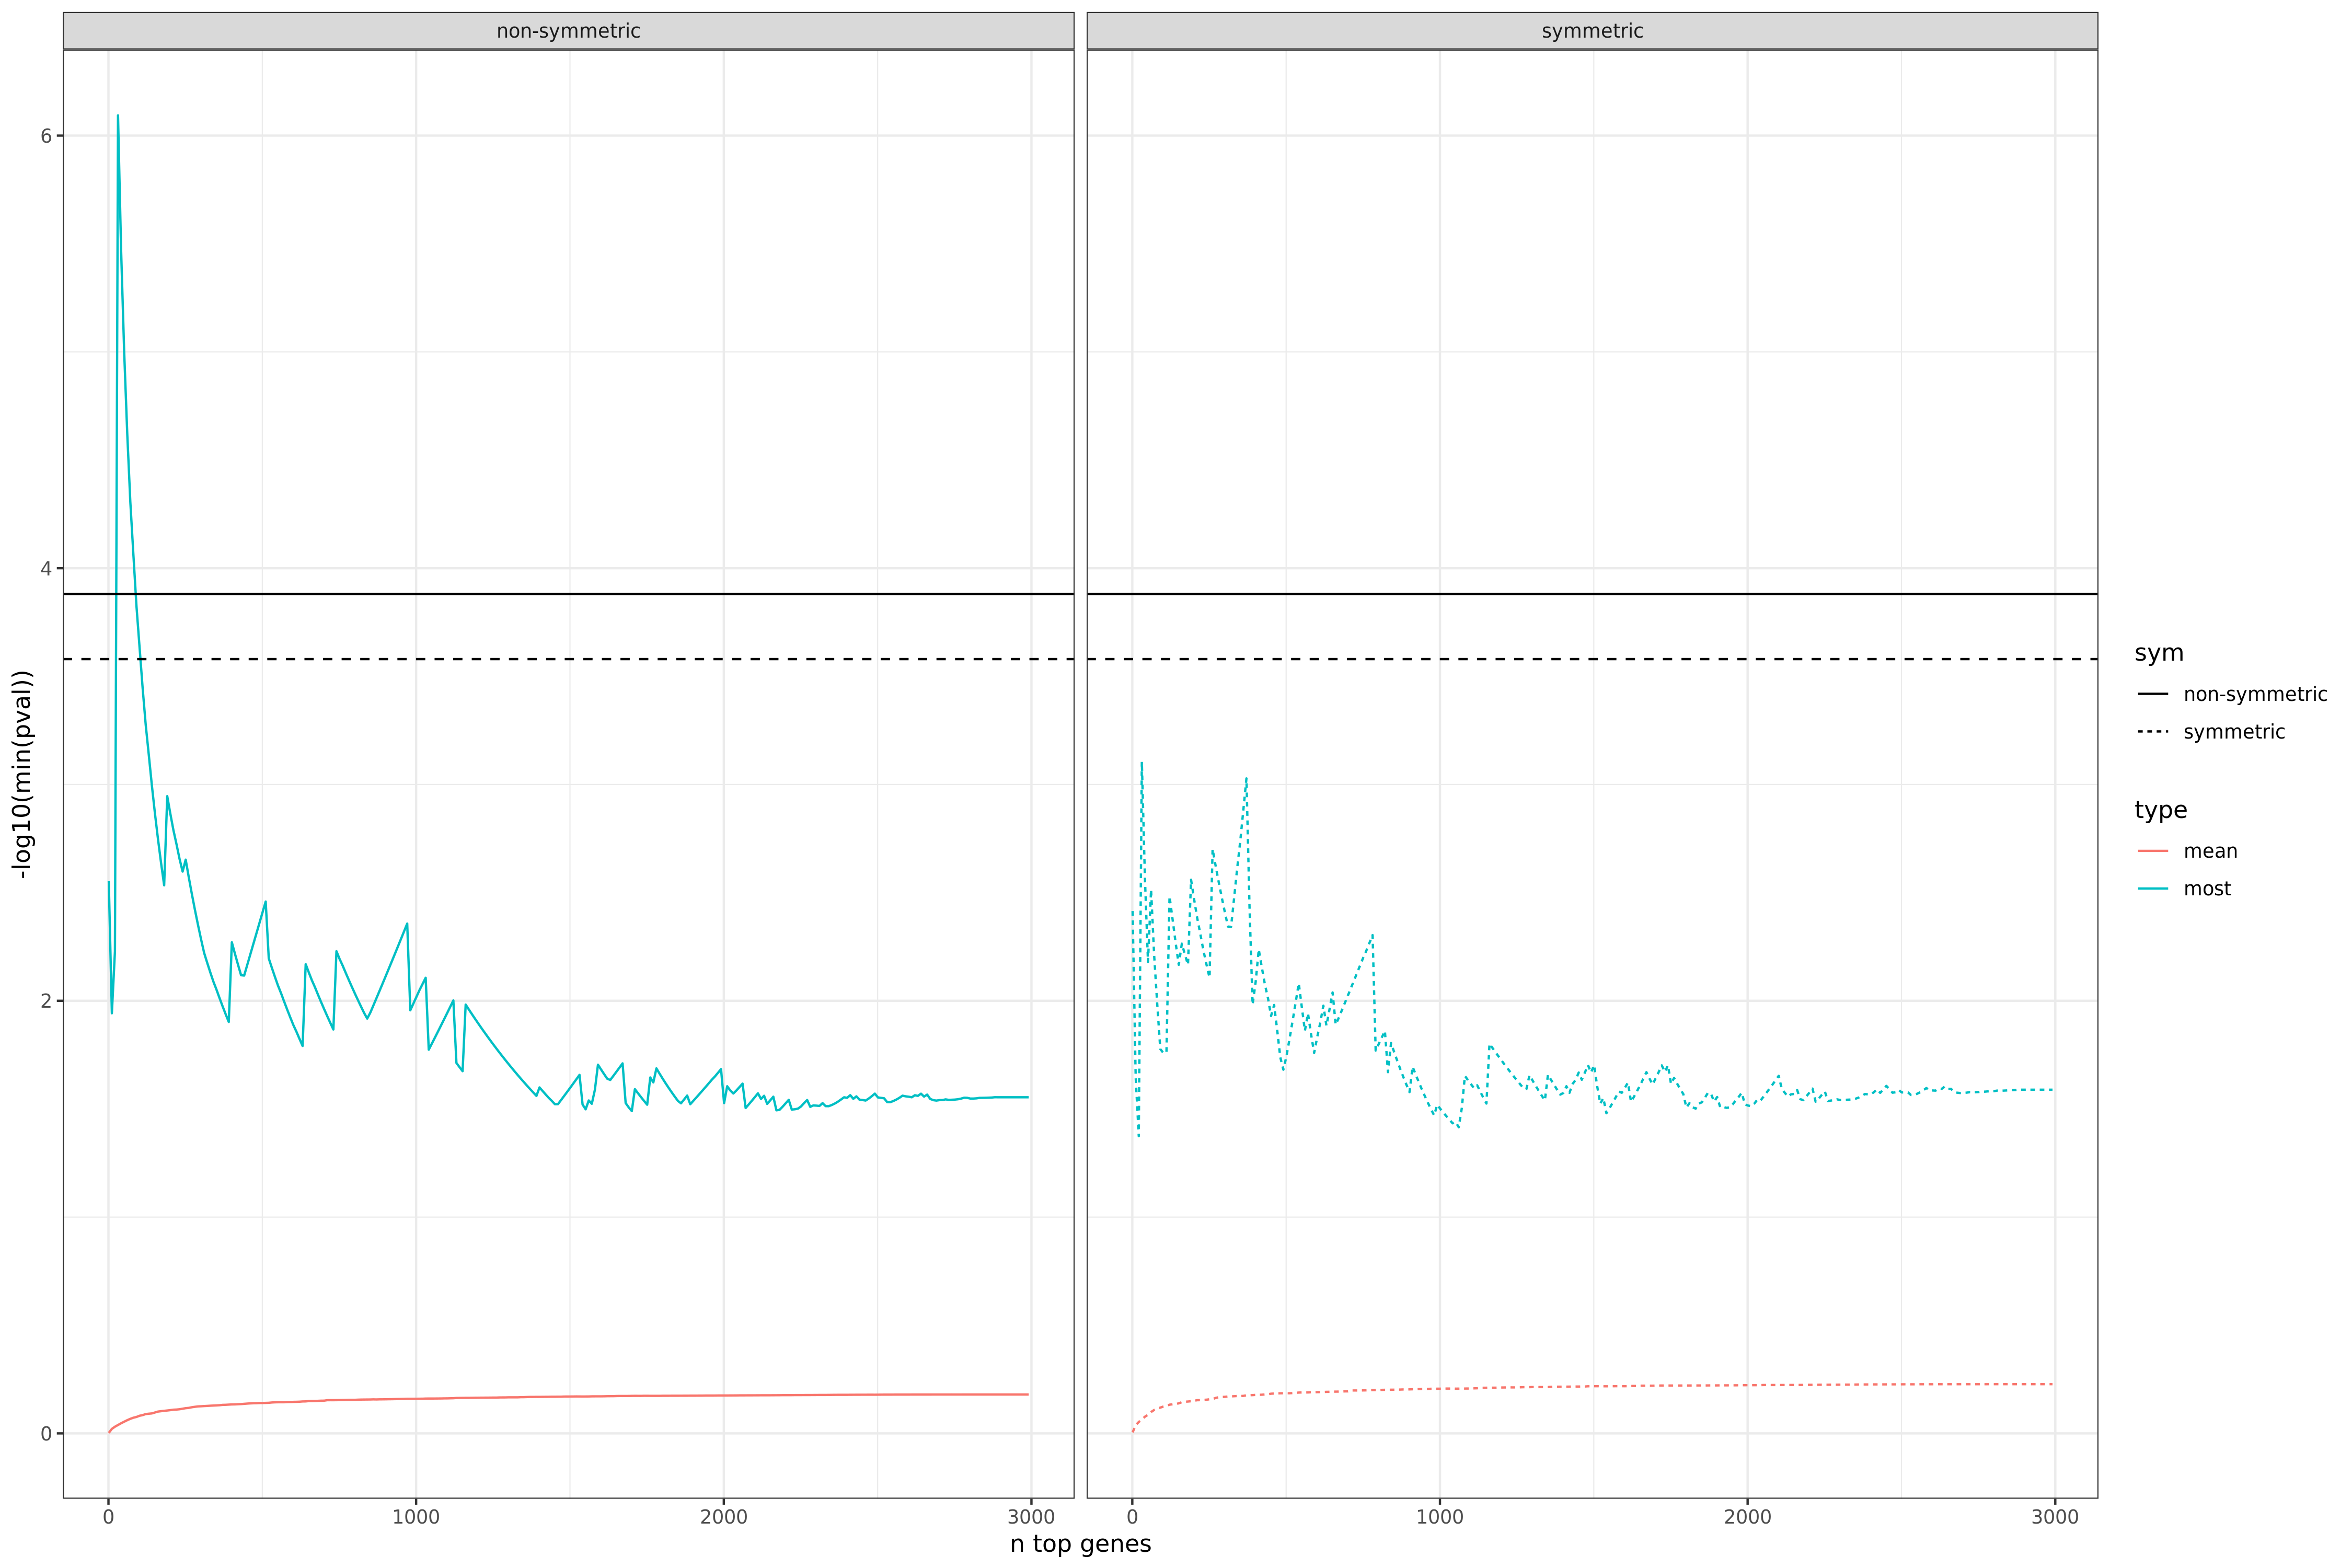 non-symmetric
symmetric
6
4
2
0
-log10(min(pval))
0
1000
2000
3000
0
1000
2000
3000
n top genes
sym
non-symmetric
symmetric
type
mean
most